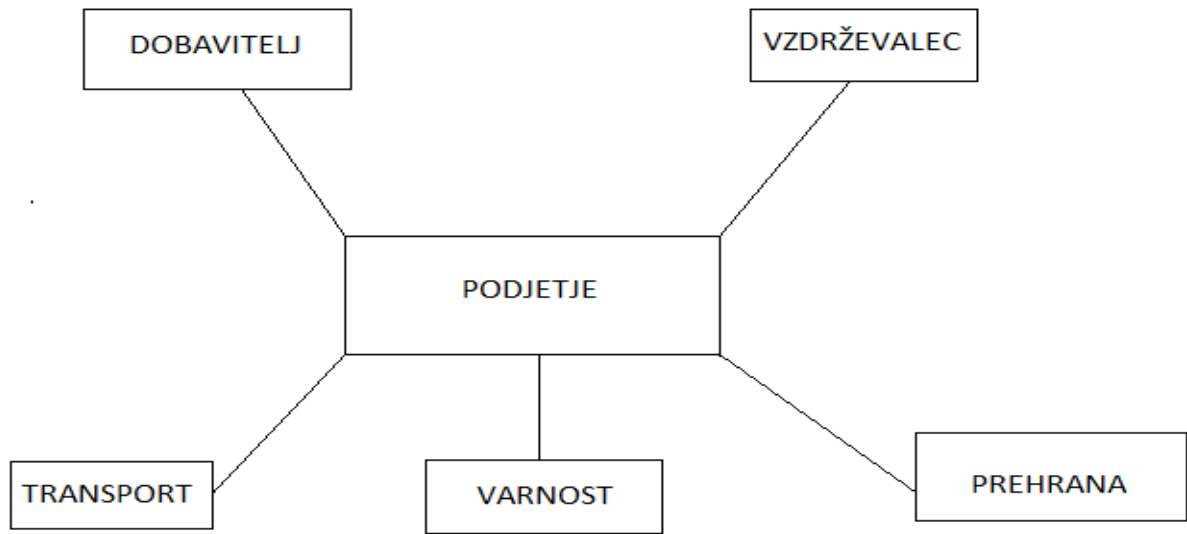 DOBAVITELJ
VZDRŽEVALEC
PODJETJE
TRANSPORT
VARNOST
PREHRANA